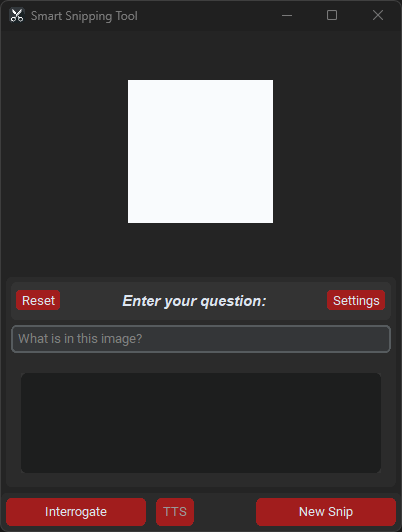 Smart Snipping Tool
Reset Enter your question: Settings
What is in this image?
Interrogate TTS New Snip